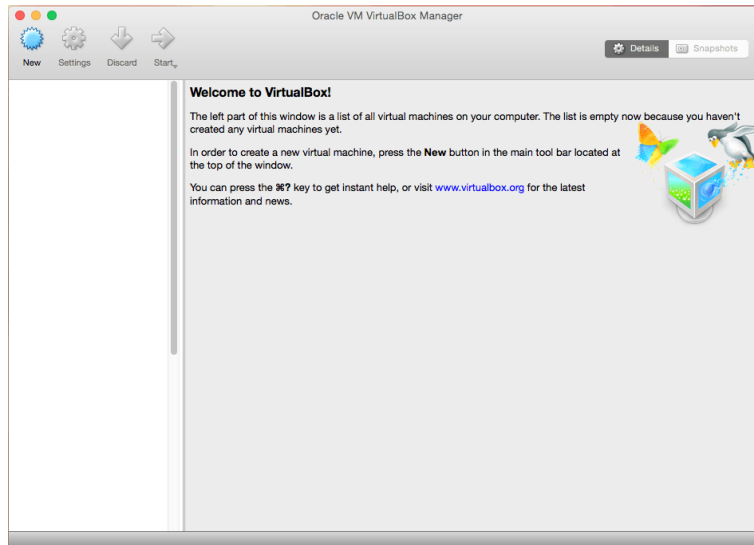 Oracle VM VirtualBox Manager
New Settings Discard Start
Details Snapshots
Welcome to VirtualBox!
The left part of this window is a list of all virtual machines on your computer. The list is empty now because you haven't
created any virtual machines yet.
In order to create a new virtual machine, press the New button in the main tool bar located at
the top of the window.
You can press the ⌘? key to get instant help, or visit www.virtualbox.org for the latest
information and news.